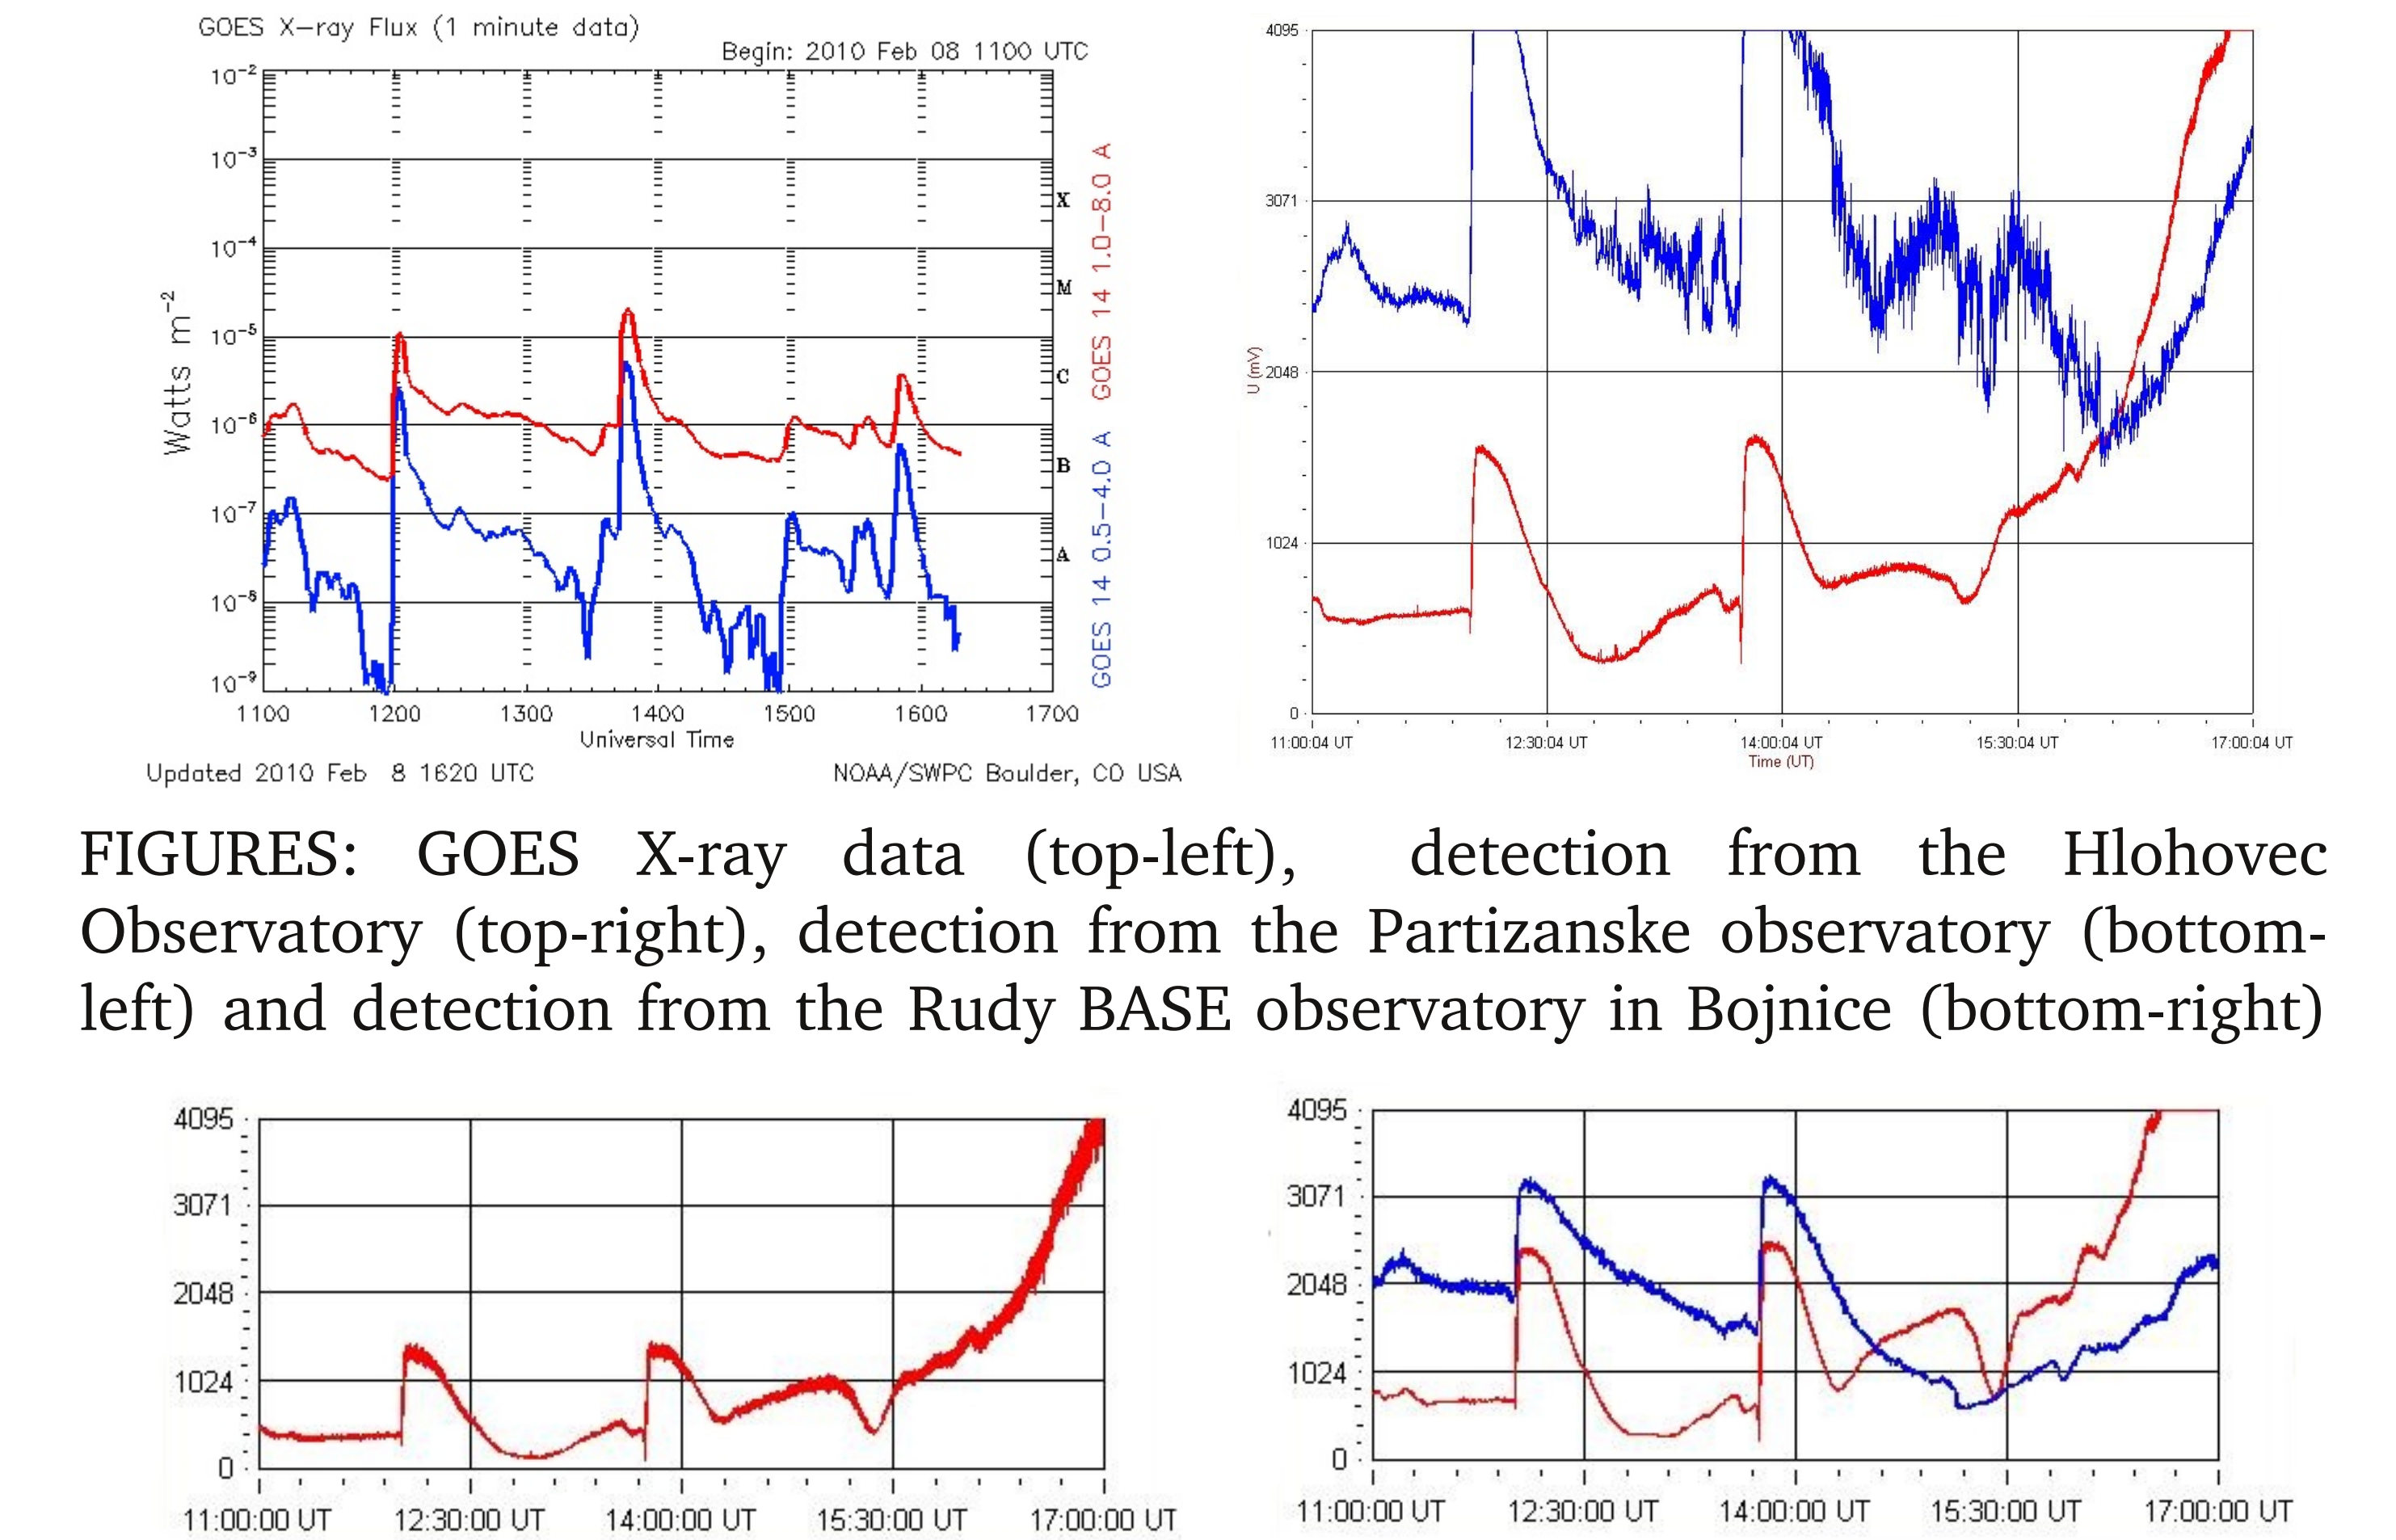 GOES X-ray Flux (1 minute data)
Begin: 2010 Feb 08 1100 UTC
10-2
10-3
10-4
10-5
10-6
10-7
10-8
10-9
Watts m-2
X
M
C
B
A
GOES 14 0.5-4.0 A GOES 14 1.0-8.0 A
1100 1200 1300 1400 1500 1600 1700
Universal Time
Updated 2010 Feb 8 1620 UTC NOAA/SWPC Boulder, CO USA
4095
3071
2048
1024
0
U (mV)
11:00:04 UT 12:30:04 UT 14:00:04 UT 15:30:04 UT 17:00:04 UT
Time (UT)
FIGURES: GOES X-ray data (top-left), detection from the Hlohovec
Observatory (top-right), detection from the Partizanske observatory (bottom-
left) and detection from the Rudy BASE observatory in Bojnice (bottom-right)
4095
3071
2048
1024
0
11:00:00 UT 12:30:00 UT 14:00:00 UT 15:30:00 UT 17:00:00 UT
4095
3071
2048
1024
0
11:00:00 UT 12:30:00 UT 14:00:00 UT 15:30:00 UT 17:00:00 UT